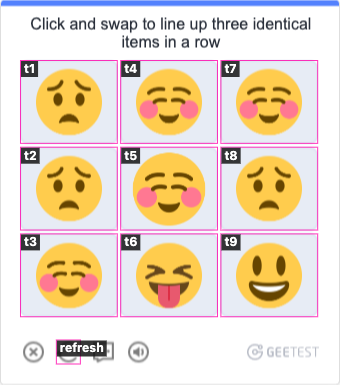 Click and swap to line up three identical
items in a row
t1
t4
t7
t2
t5
t8
t3
t6
t9
refresh
GEETEST